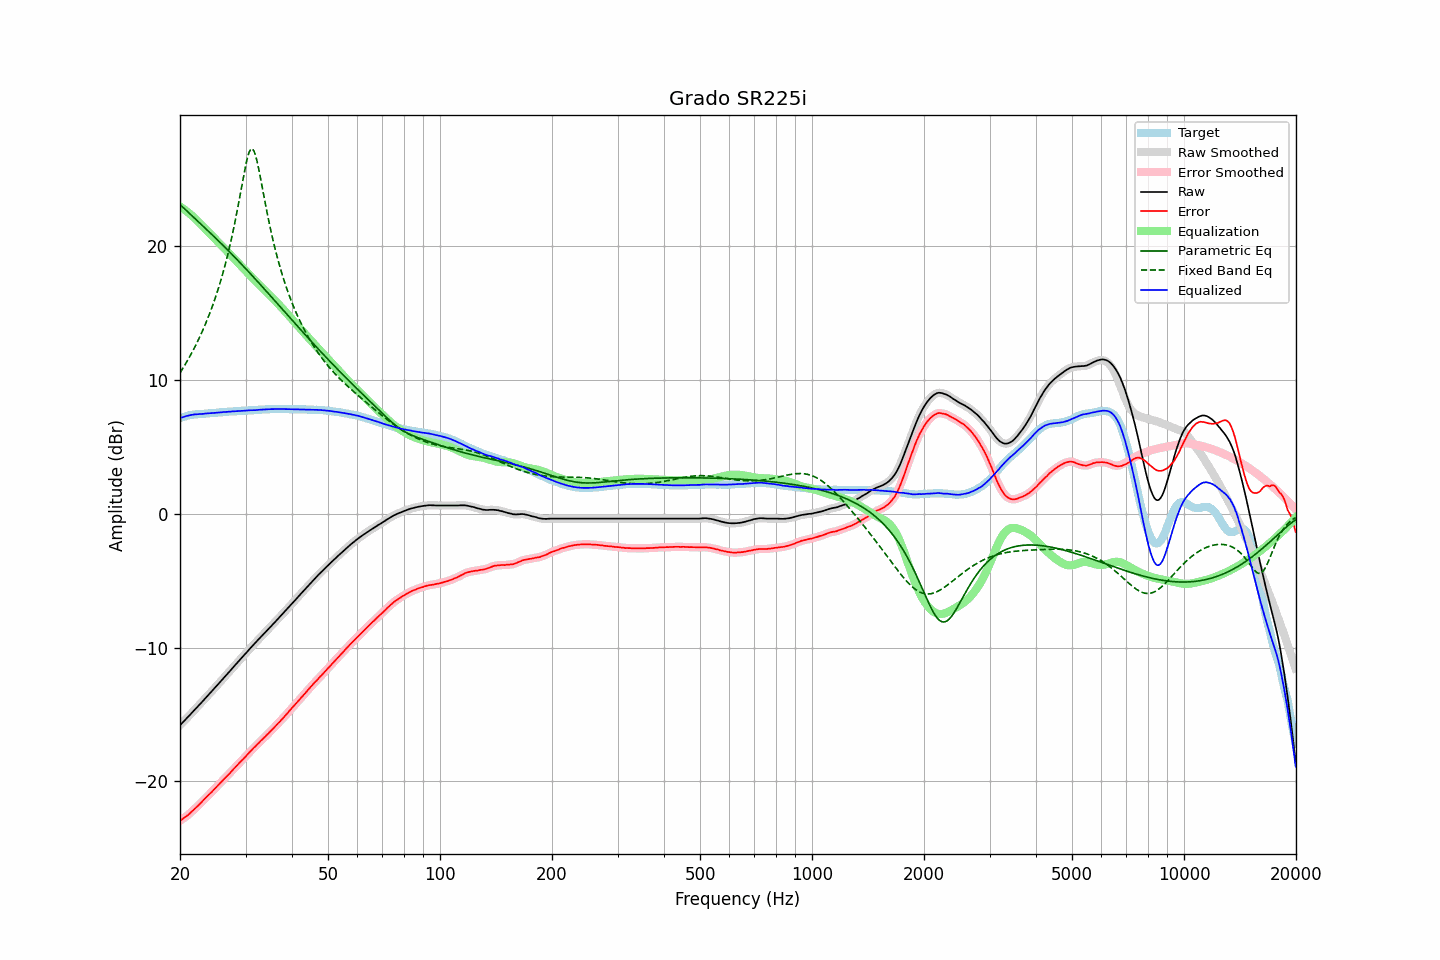 Grado SR225i
Amplitude (dBr)
20
10
0
−10
−20
Target
Raw Smoothed
Error Smoothed
Raw
Error
Equalization
Parametric Eq
Fixed Band Eq
Equalized
20 50 100 200 500 1000 2000 5000 10000 20000
Frequency (Hz)